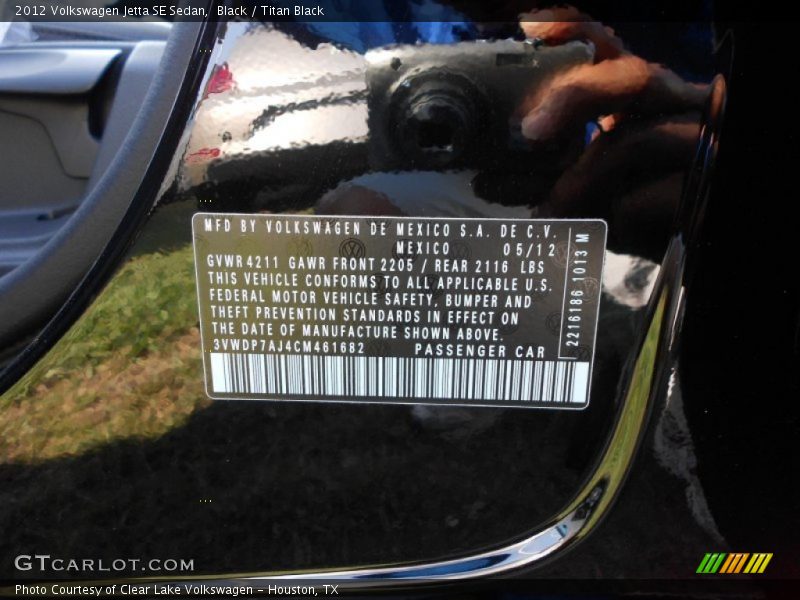 2012 Volkswagen Jetta SE Sedan, Black / Titan Black
MFD BY VOLKSWAGEN DE MEXICO S.A. DE C.V.
MEXICO 05/12
GVWR 4211 GAWR FRONT 2205 / REAR 2116 LBS
THIS VEHICLE CONFORMS TO ALL APPLICABLE U.S.
FEDERAL MOTOR VEHICLE SAFETY, BUMPER AND
THEFT PREVENTION STANDARDS IN EFFECT ON
THE DATE OF MANUFACTURE SHOWN ABOVE.
3VWDP7AJ4CM461682 PASSENGER CAR
2216186 1013 M
GTCARLOT.COM
Photo Courtesy of Clear Lake Volkswagen - Houston, TX